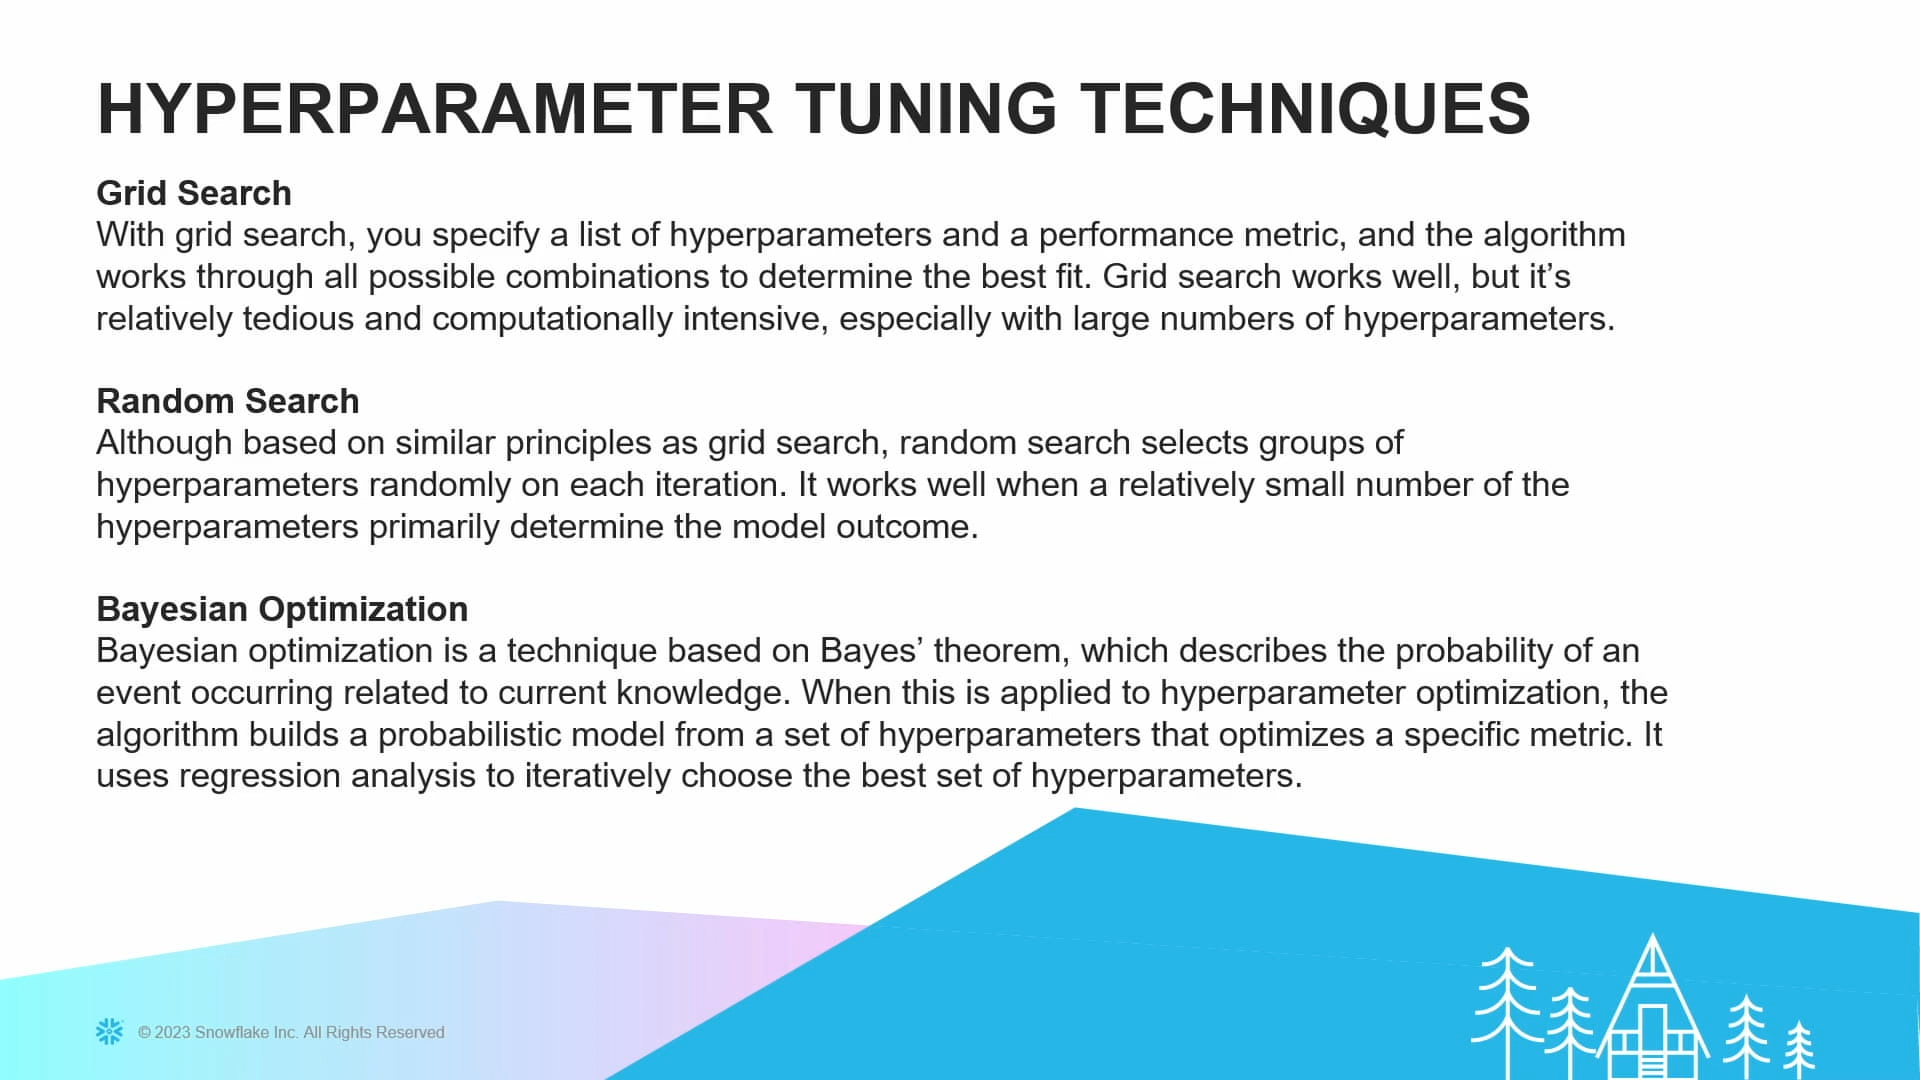 HYPERPARAMETER TUNING TECHNIQUES
Grid Search
With grid search, you specify a list of hyperparameters and a performance metric, and the algorithm
works through all possible combinations to determine the best fit. Grid search works well, but it’s
relatively tedious and computationally intensive, especially with large numbers of hyperparameters.
Random Search
Although based on similar principles as grid search, random search selects groups of
hyperparameters randomly on each iteration. It works well when a relatively small number of the
hyperparameters primarily determine the model outcome.
Bayesian Optimization
Bayesian optimization is a technique based on Bayes’ theorem, which describes the probability of an
event occurring related to current knowledge. When this is applied to hyperparameter optimization, the
algorithm builds a probabilistic model from a set of hyperparameters that optimizes a specific metric. It
uses regression analysis to iteratively choose the best set of hyperparameters.
© 2023 Snowflake Inc. All Rights Reserved